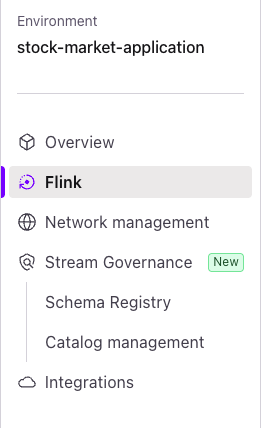 Environment
stock-market-application
Overview
Flink
Network management
Stream Governance New
Schema Registry
Catalog management
Integrations